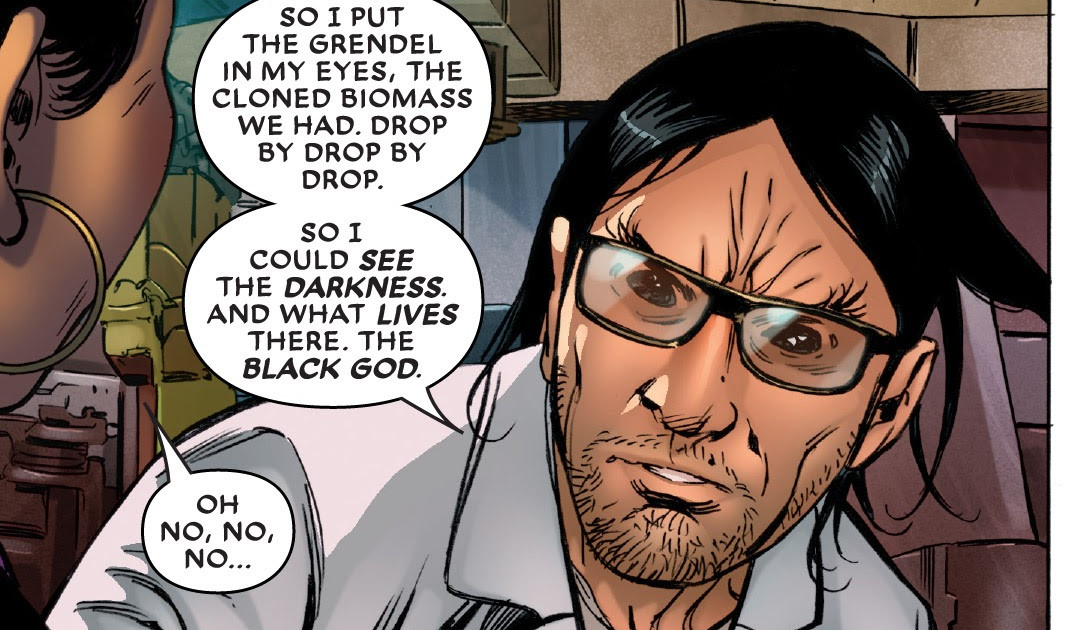 SO I PUT
THE GRENDEL
IN MY EYES, THE
CLONED BIOMASS
WE HAD. DROP
BY DROP BY
DROP.
SO I
COULD SEE
THE DARKNESS.
AND WHAT LIVES
THERE. THE
BLACK GOD.
OH
NO, NO,
NO...